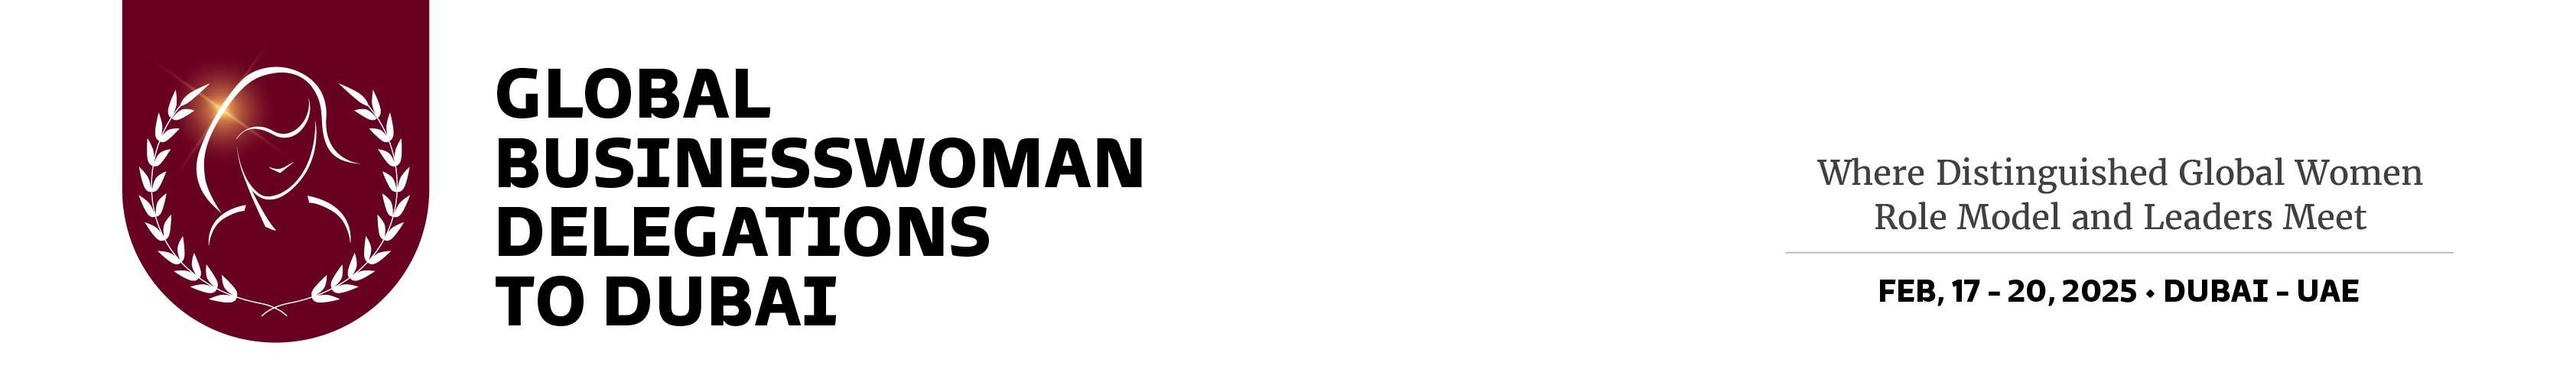 GLOBAL
BUSINESSWOMAN
DELEGATIONS
TO DUBAI
Where Distinguished Global Women
Role Model and Leaders Meet
FEB, 17 - 20, 2025 • DUBAI - UAE